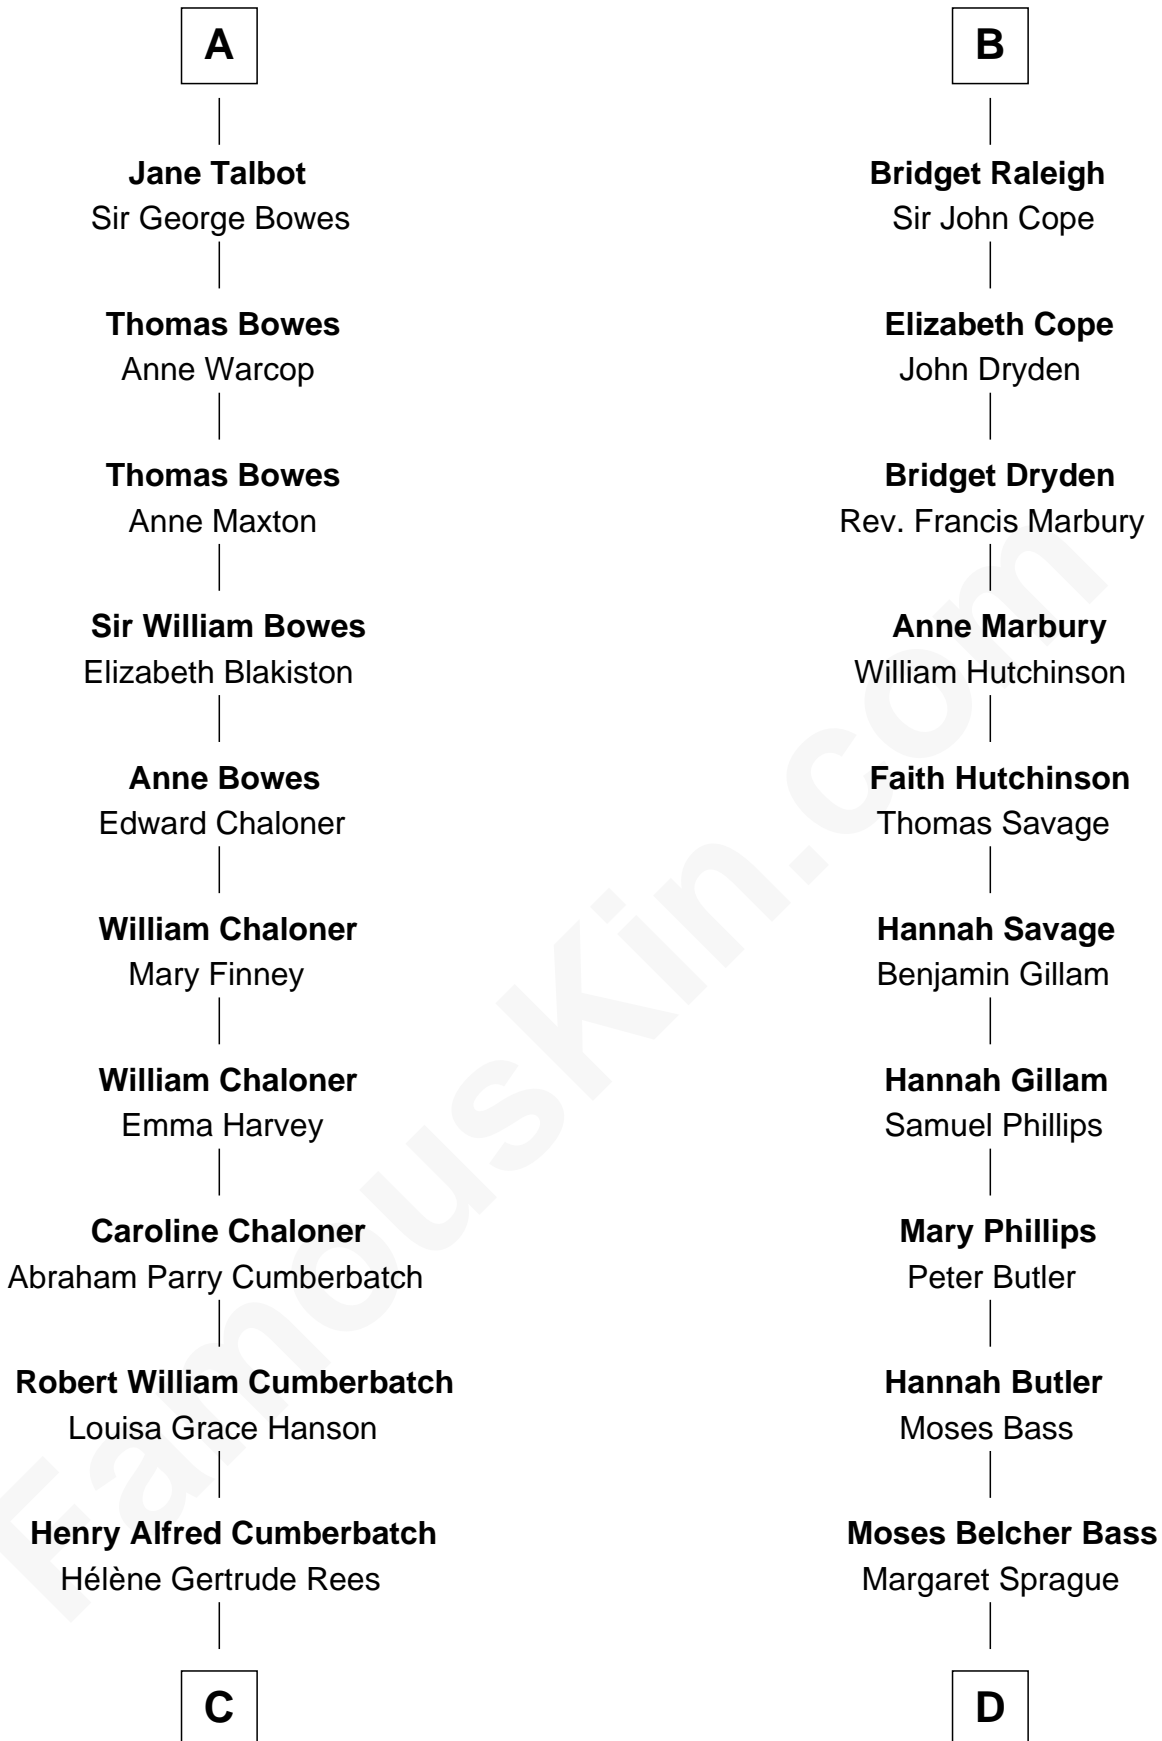 A
Jane Talbot
Sir George Bowes
Thomas Bowes
Anne Warcop
Thomas Bowes
Anne Maxton
Sir William Bowes
Elizabeth Blakiston
Anne Bowes
Edward Chaloner
William Chaloner
Mary Finney
William Chaloner
Emma Harvey
Caroline Chaloner
Abraham Parry Cumberbatch
Robert William Cumberbatch
Louisa Grace Hanson
Henry Alfred Cumberbatch
Hélène Gertrude Rees
C
B
Bridget Raleigh
Sir John Cope
Elizabeth Cope
John Dryden
Bridget Dryden
Rev. Francis Marbury
Anne Marbury
William Hutchinson
Faith Hutchinson
Thomas Savage
Hannah Savage
Benjamin Gillam
Hannah Gillam
Samuel Phillips
Mary Phillips
Peter Butler
Hannah Butler
Moses Bass
Moses Belcher Bass
Margaret Sprague
D
FamousKin.com